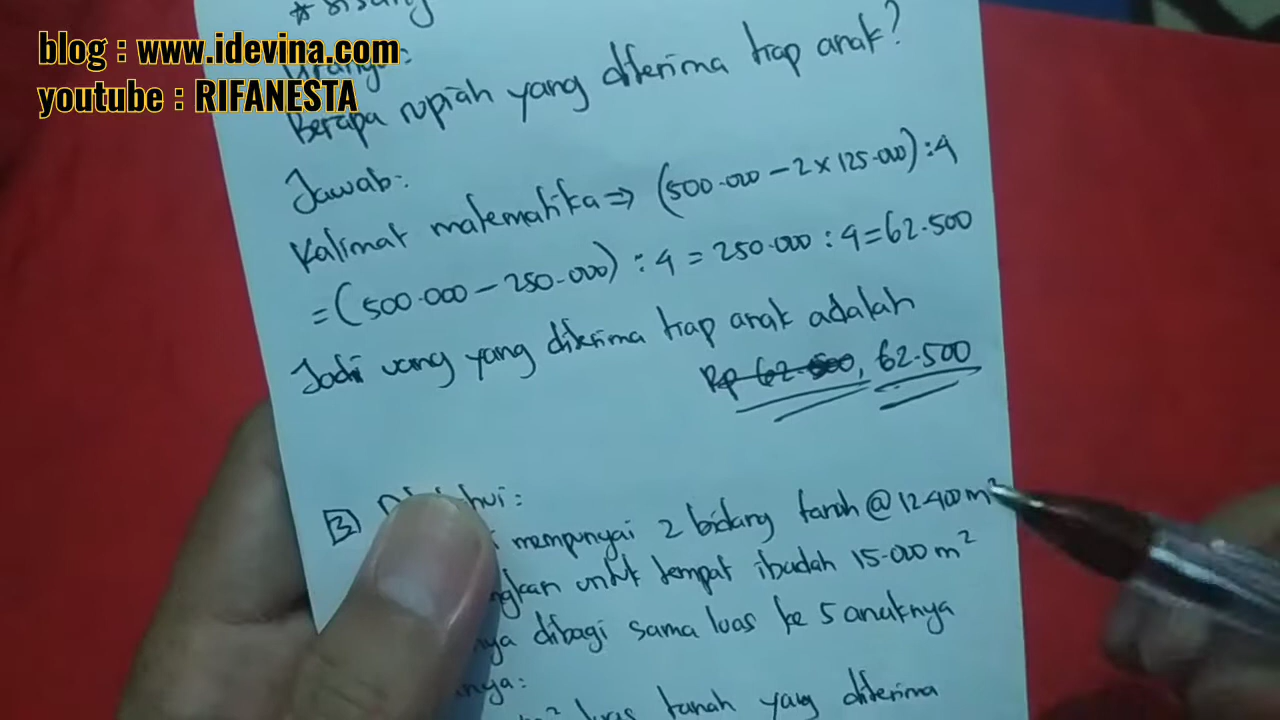 blog : www.idevina.com
youtube : RIFANESTA
Berapa rupiah yang diterima tiap anak?
Jawab:
Kalimat matematika ⇒ (500.000 - 2 x 125.000) : 4
= (500.000 - 250.000) : 4 = 250.000 : 4 = 62.500
Jadi uang yang diterima tiap anak adalah
Rp 62.500, 62.500
3
mempunyai 2 bidang tanah @ 12.400 m²
untuk tempat ibadah 15.000 m²
dibagi sama luas ke 5 anaknya
luas tanah yang diterima